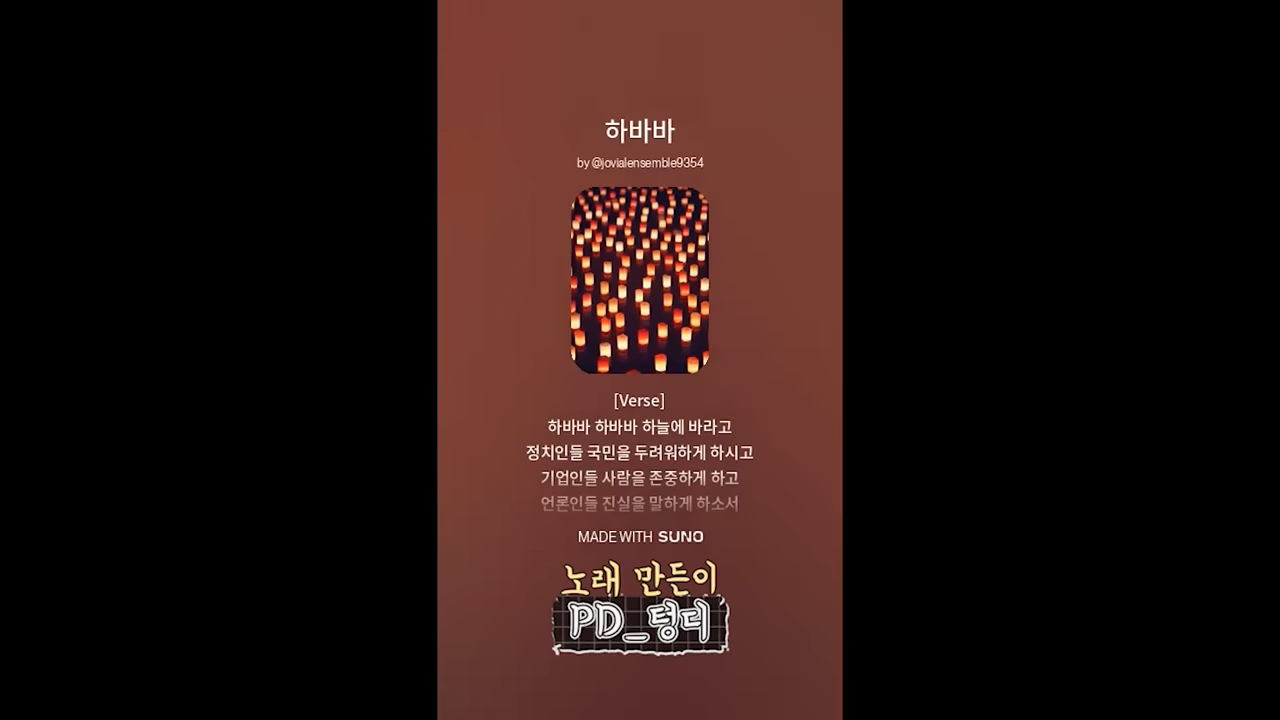 하바바
by @jovialensemble9354
[Verse]
하바바 하바바 하늘에 바라고
정치인들 국민을 두려워하게 하시고
기업인들 사람을 존중하게 하고
언론인들 진실을 말하게 하소서
MADE WITH SUNO
노래 만든이
PD_텅디